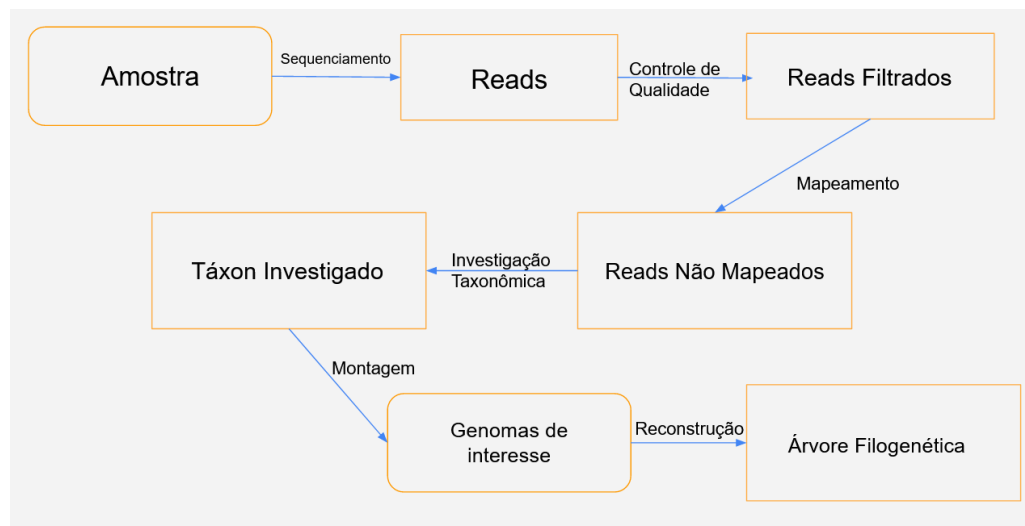 Amostra
Sequenciamento
Reads
Controle de
Qualidade
Reads Filtrados
Mapeamento
Reads Não Mapeados
Investigação
Taxonômica
Táxon Investigado
Montagem
Genomas de
interesse
Reconstrução
Árvore Filogenética